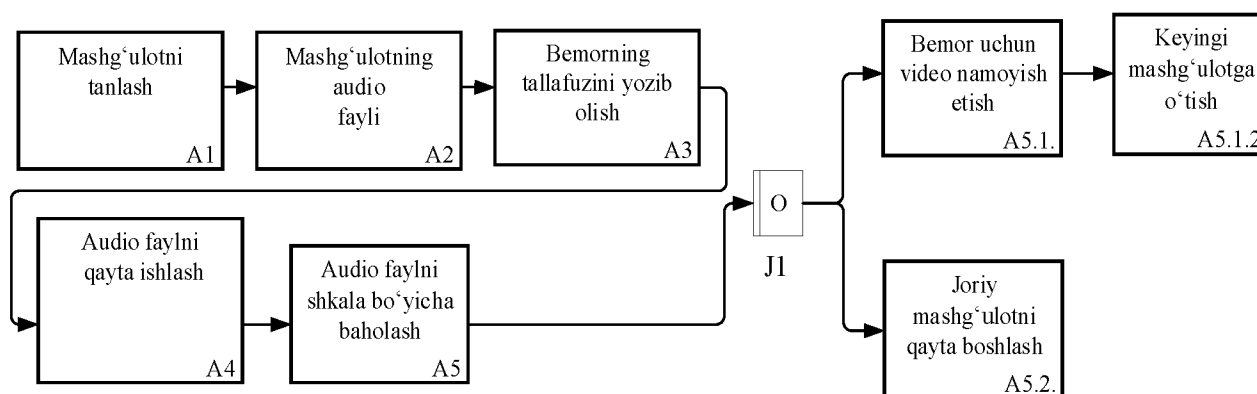 Mashg‘ulotni
tanlash
A1
Mashg‘ulotning
audio
fayli
A2
Bemorning
tallafuzini yozib
olish
A3
Audio faylni
qayta ishlash
A4
Audio faylni
shkala bo‘yicha
baholash
A5
O
J1
Bemor uchun
video namoyish
etish
A5.1.
Keyingi
mashg‘ulotga
o‘tish
A5.1.2
Joriy
mashg‘ulotni
qayta boshlash
A5.2.